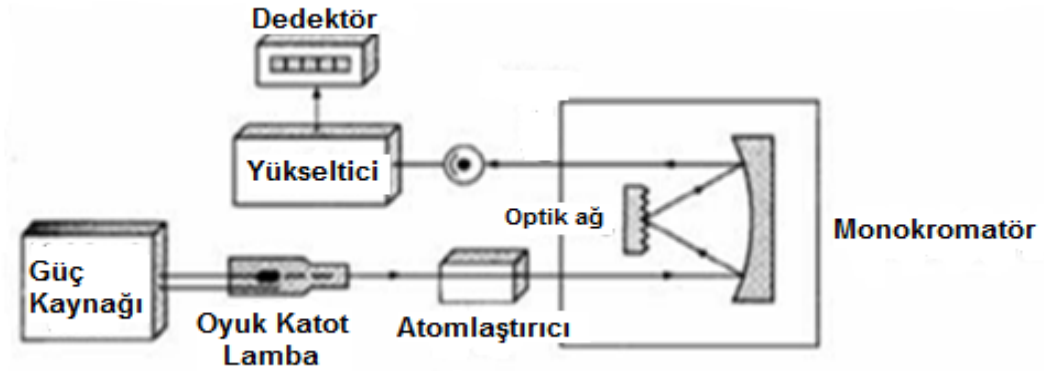 Dedektör
Yükseltici
Optik ağ
Monokromatör
Güç
Kaynağı
Oyuk Katot
Lamba
Atomlaştırıcı